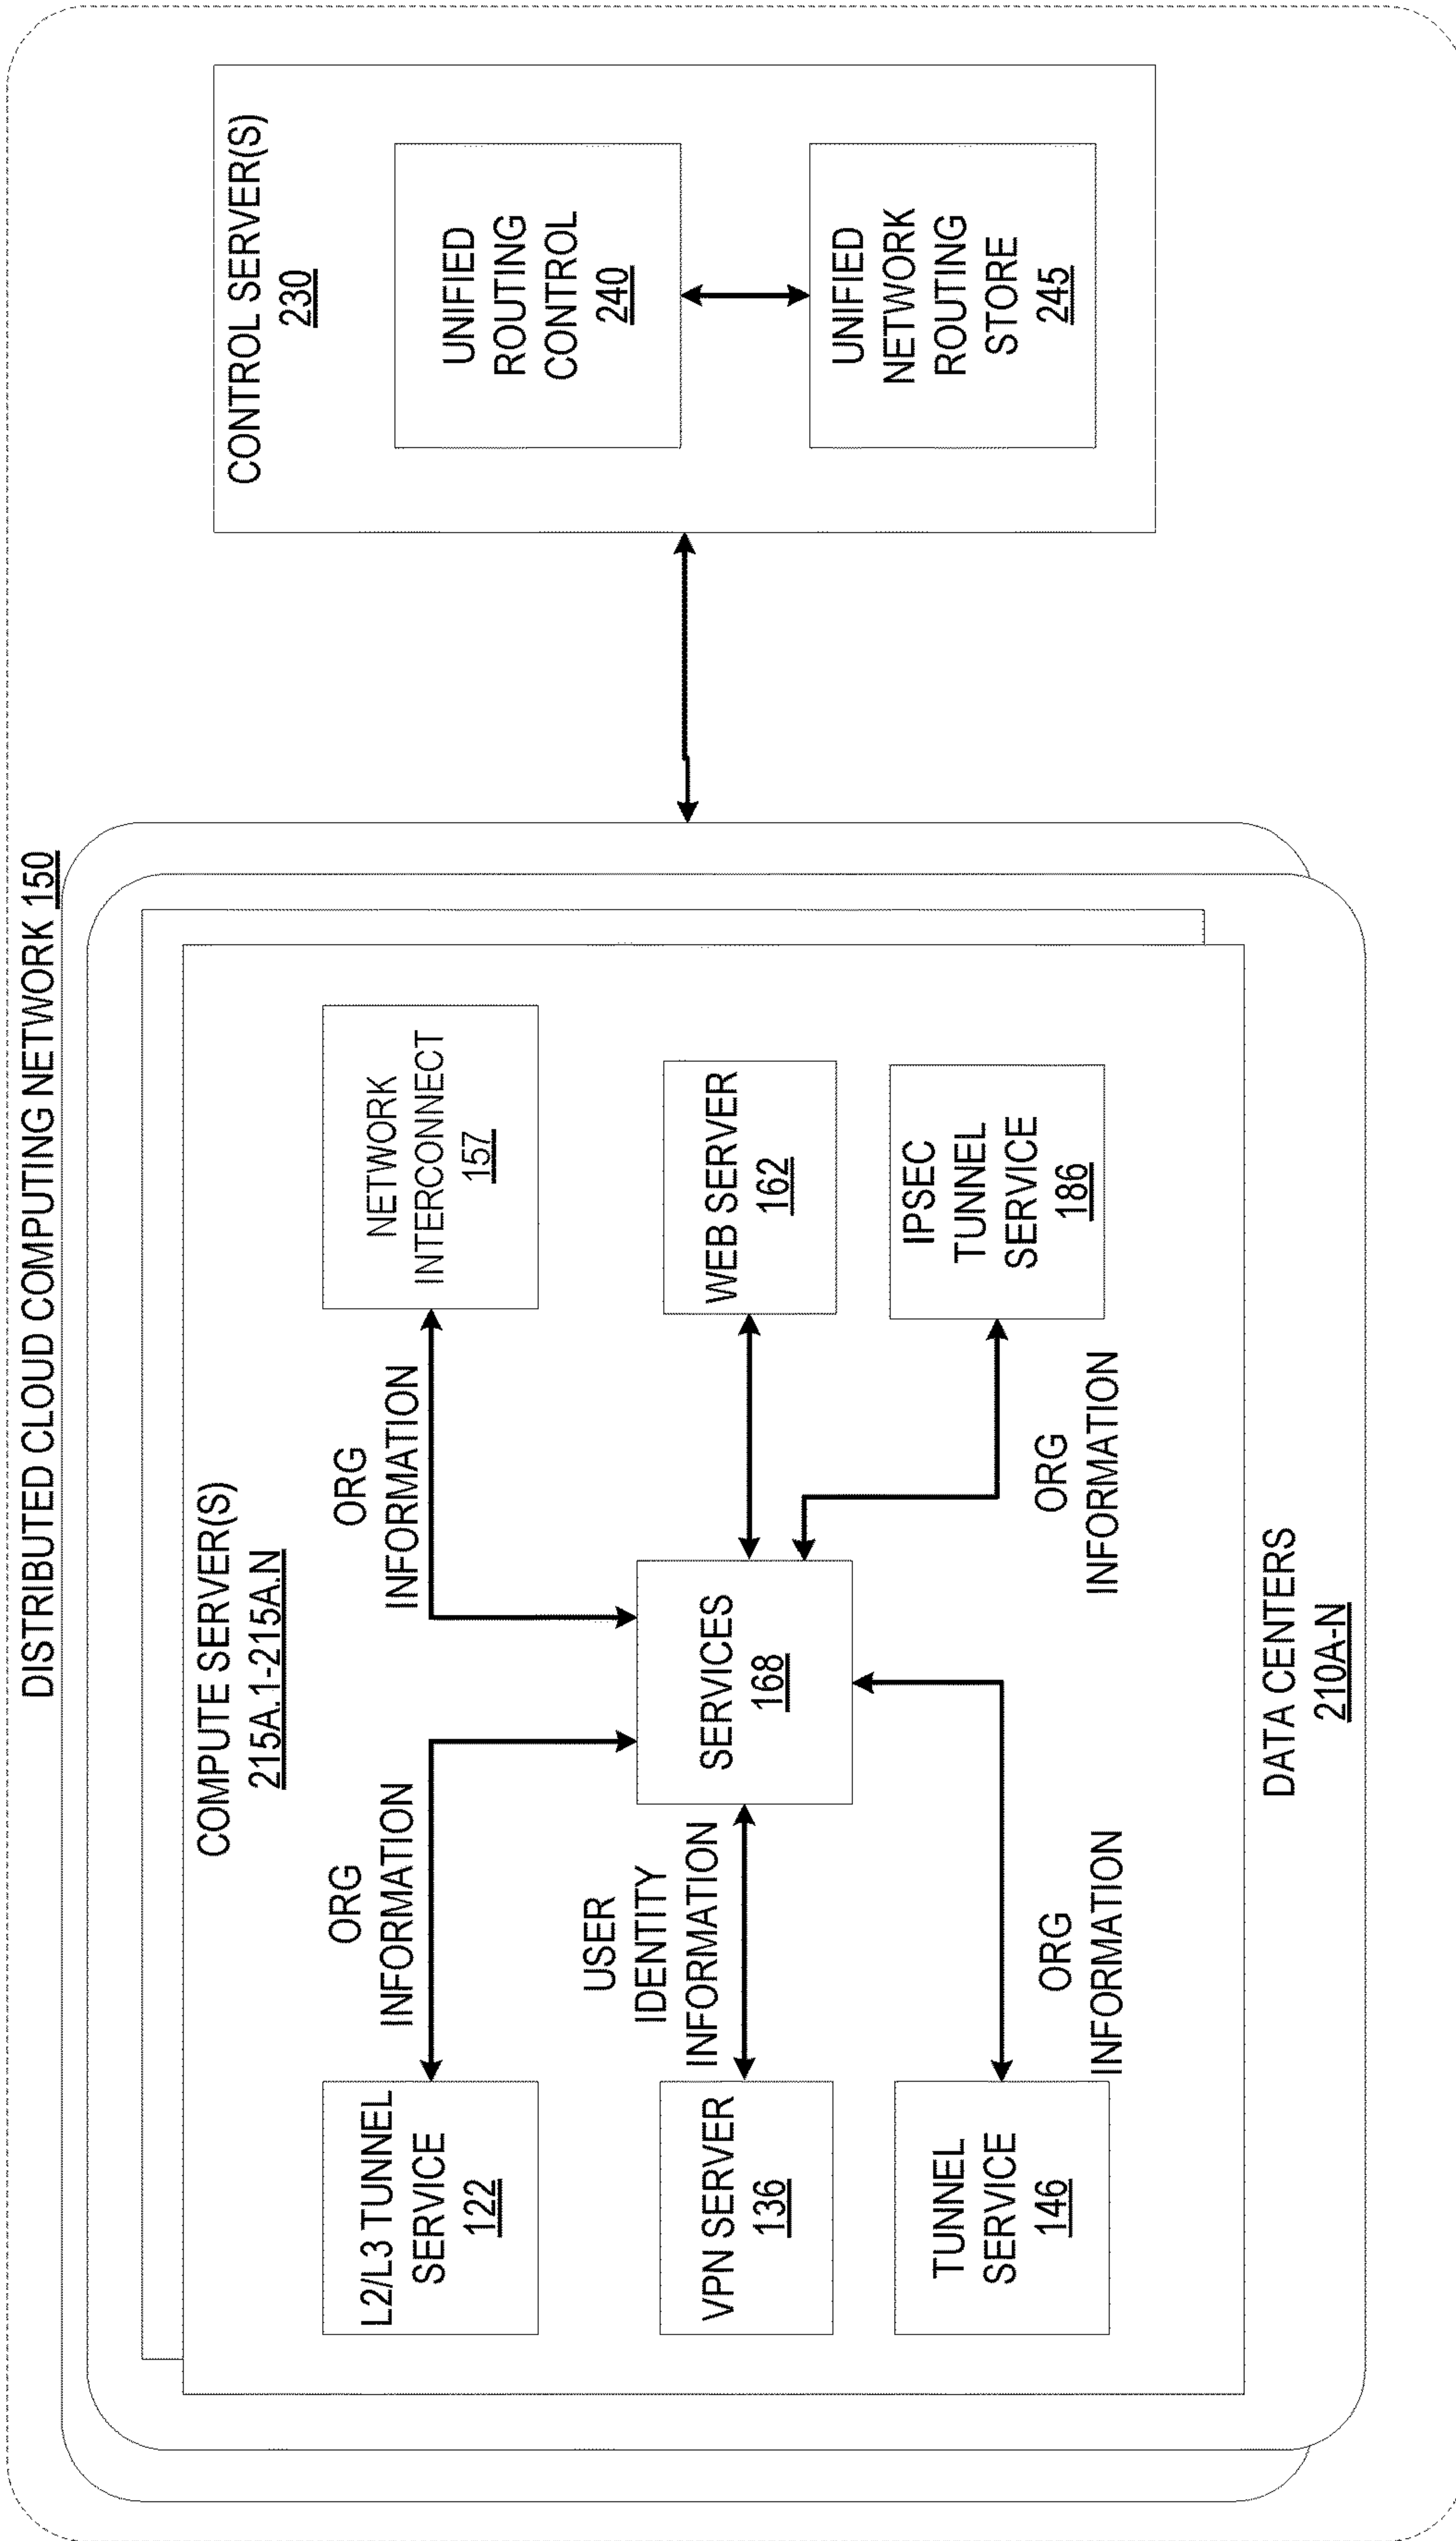 DISTRIBUTED CLOUD COMPUTING NETWORK 150
COMPUTE SERVER(S)
215A.1-215A.N
L2/L3 TUNNEL
SERVICE
122
ORG
INFORMATION
ORG
INFORMATION
NETWORK
INTERCONNECT
157
VPN SERVER
136
USER
IDENTITY
INFORMATION
SERVICES
168
WEB SERVER
162
TUNNEL
SERVICE
146
ORG
INFORMATION
ORG
INFORMATION
IPSEC
TUNNEL
SERVICE
186
DATA CENTERS
210A-N
CONTROL SERVER(S)
230
UNIFIED
ROUTING
CONTROL
240
UNIFIED
NETWORK
ROUTING
STORE
245